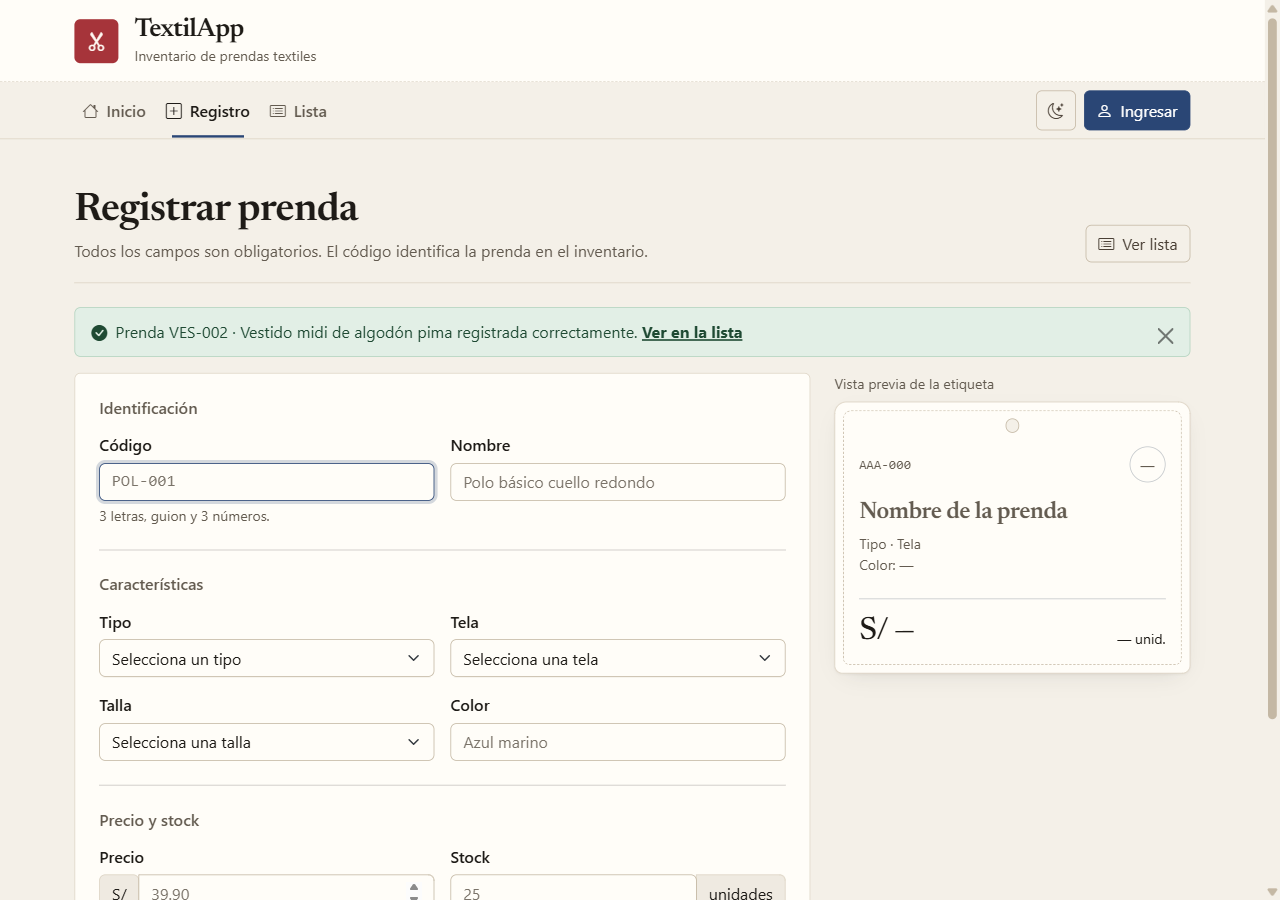 TextilApp
Inventario de prendas textiles
Inicio
Registro
Lista
Ingresar
Registrar prenda
Todos los campos son obligatorios. El código identifica la prenda en el inventario.
Ver lista
Prenda VES-002 · Vestido midi de algodón pima registrada correctamente. Ver en la lista
Identificación
Código
Nombre
POL-001
Polo básico cuello redondo
3 letras, guion y 3 números.
Características
Tipo
Tela
Selecciona un tipo
Selecciona una tela
Talla
Color
Selecciona una talla
Azul marino
Precio y stock
Precio
Stock
S/
39.90
25
unidades
Vista previa de la etiqueta
AAA-000
—
Nombre de la prenda
Tipo · Tela
Color: —
S/ —
— unid.